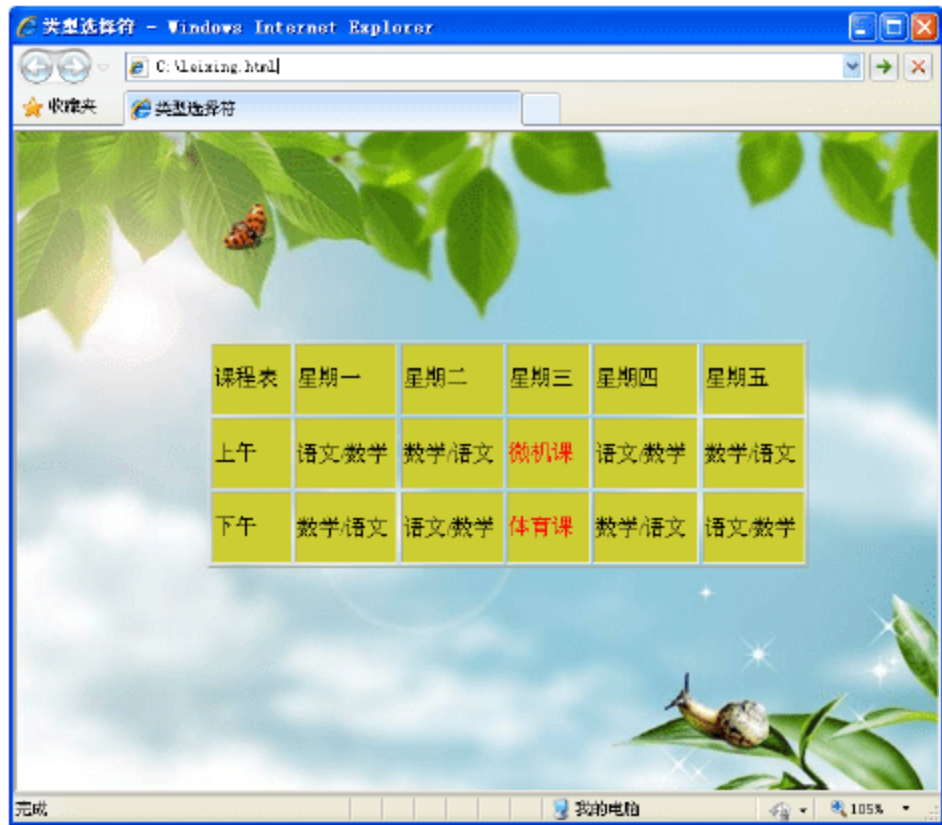 类型选择符 - Windows Internet Explorer
C:\leixing.html
收藏夹 类型选择符
课程表 星期一 星期二 星期三 星期四 星期五
上午 语文/数学 数学/语文 微机课 语文/数学 数学/语文
下午 数学/语文 语文/数学 体育课 数学/语文 语文/数学
完成 我的电脑 105%